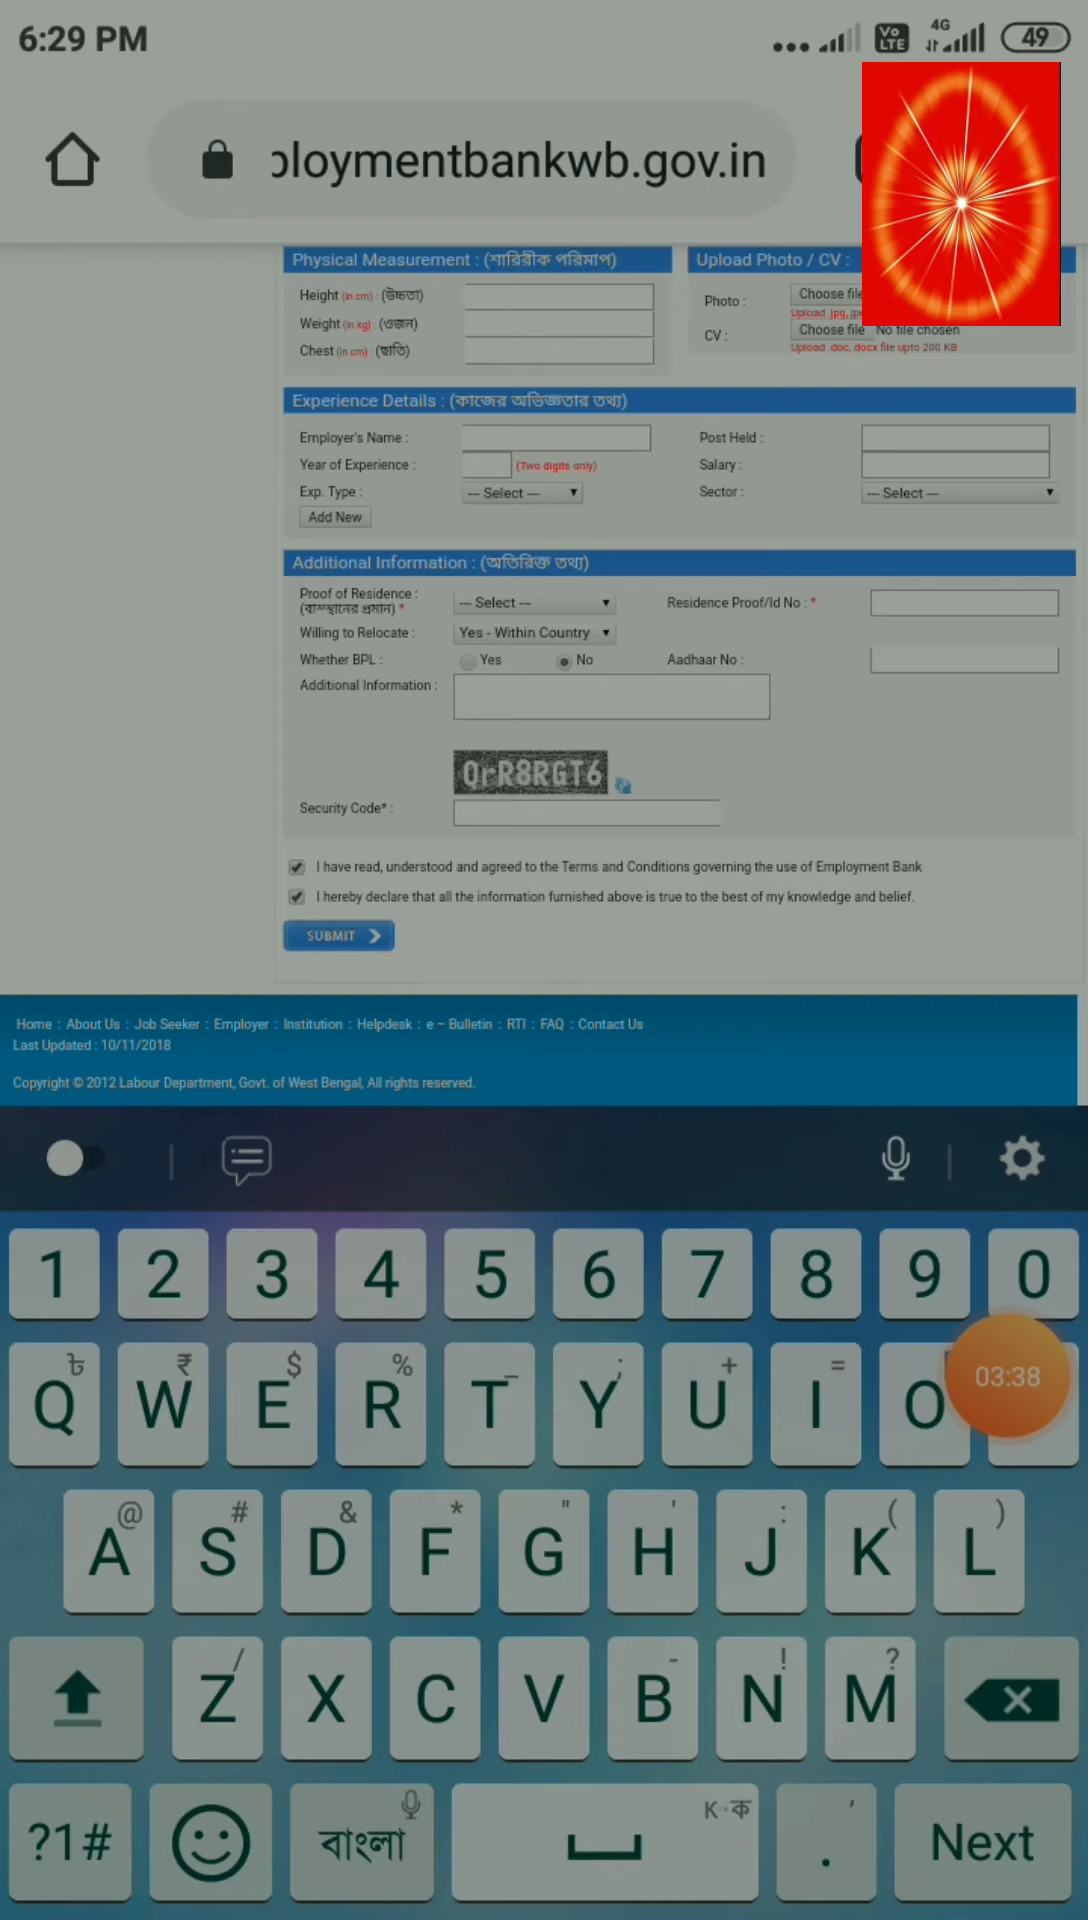 6:29 PM
Vo LTE 4G 49
ploymentbankwb.gov.in
Physical Measurement : (শারিরীক পরিমাপ)
Upload Photo / CV :
Height (in cm) : (উচ্চতা)
Weight (in kg) : (ওজন)
Chest (in cm) : (ছাতি)
Photo : Choose file
Upload .jpg,
CV : Choose file No file chosen
Upload .doc,.docx file upto 200 KB
Experience Details : (কাজের অভিজ্ঞতার তথ্য)
Employer's Name :
Post Held :
Year of Experience : (Two digits only)
Salary :
Exp. Type : --- Select ---
Sector : --- Select ---
Add New
Additional Information : (অতিরিক্ত তথ্য)
Proof of Residence :
(বাসস্থানের প্রমান) * --- Select ---
Residence Proof/Id No : *
Willing to Relocate : Yes - Within Country
Whether BPL : Yes No
Aadhaar No :
Additional Information :
QrR8RGT6
Security Code* :
I have read, understood and agreed to the Terms and Conditions governing the use of Employment Bank
I hereby declare that all the information furnished above is true to the best of my knowledge and belief.
SUBMIT
Home : About Us : Job Seeker : Employer : Institution : Helpdesk : e – Bulletin : RTI : FAQ : Contact Us
Last Updated : 10/11/2018
Copyright © 2012 Labour Department, Govt. of West Bengal, All rights reserved.
1 2 3 4 5 6 7 8 9 0
৳ ₹ $ % _ ; + =
Q W E R T Y U I O
03:38
@ # & * " ' : ( )
A S D F G H J K L
/ - ! ?
Z X C V B N M
?1# বাংলা K→क . , Next